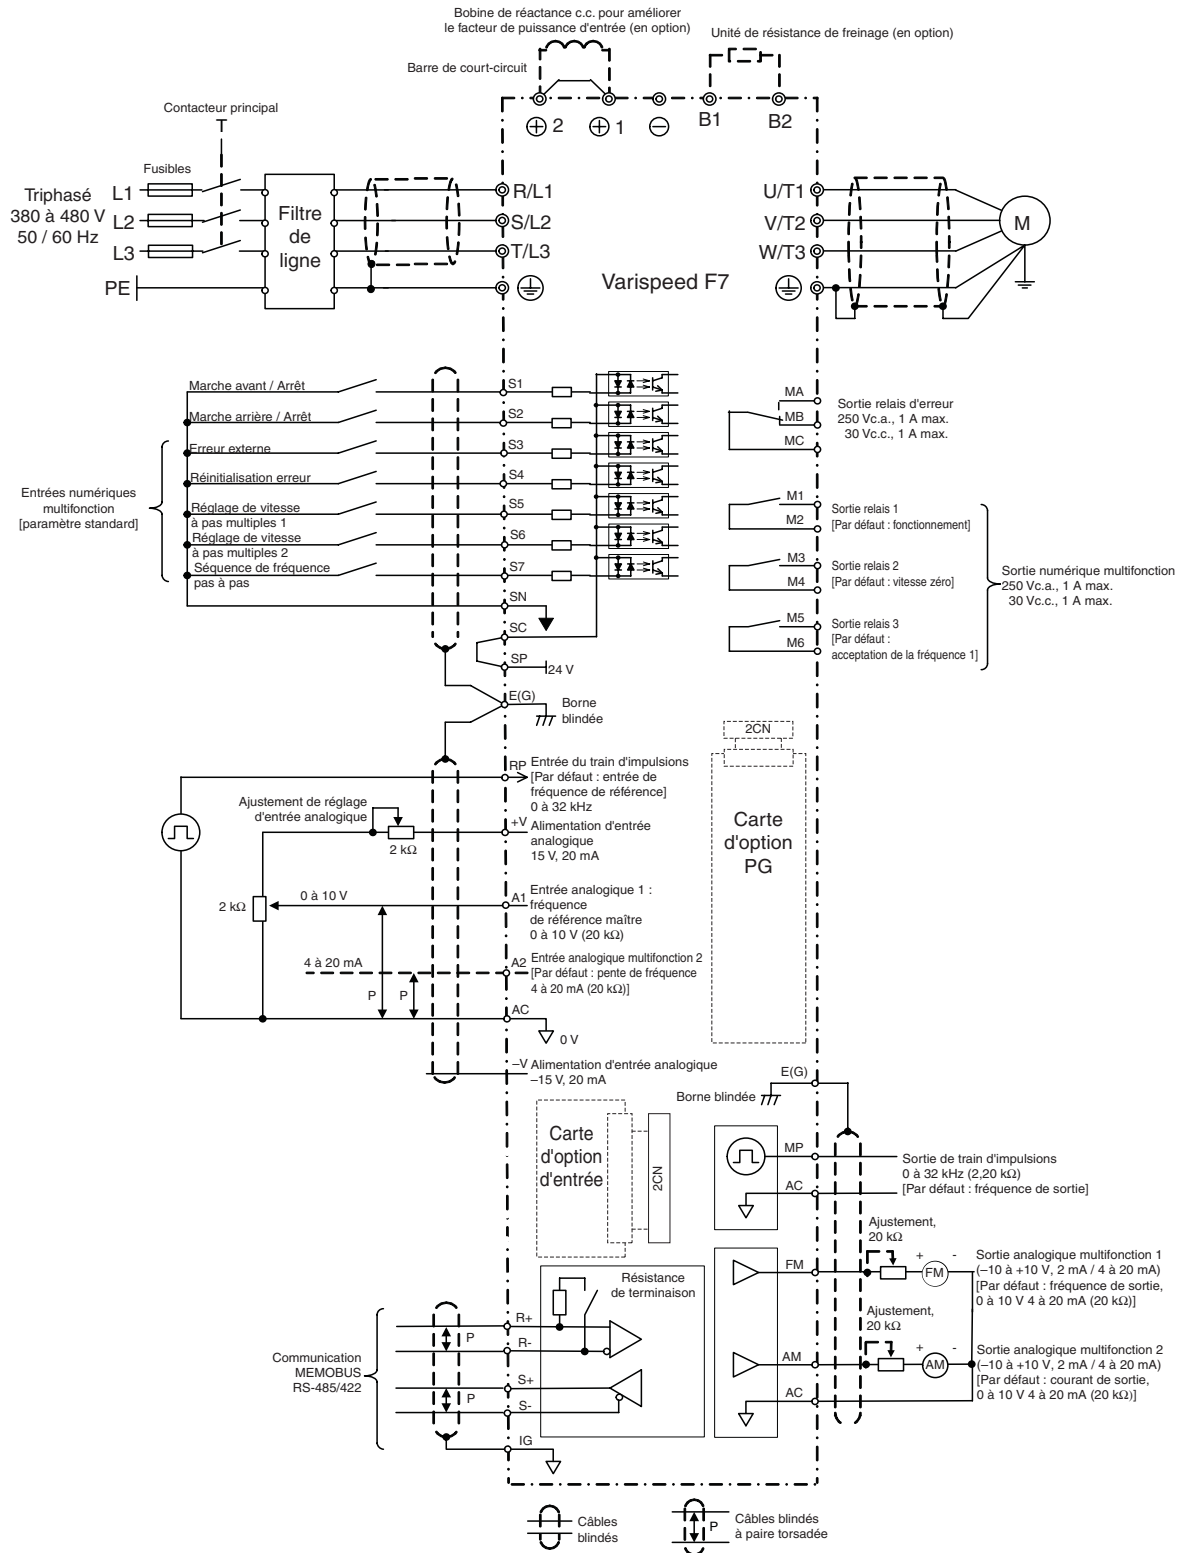 Bobine de réactance c.c. pour améliorer
le facteur de puissance d'entrée (en option)
Unité de résistance de freinage (en option)
Barre de court-circuit
Contacteur principal
2
1
B1
B2
Fusibles
Triphasé
380 à 480 V
50 / 60 Hz
L1
L2
L3
PE
Filtre
de
ligne
R/L1
S/L2
T/L3
Varispeed F7
U/T1
V/T2
W/T3
M
Marche avant / Arrêt
S1
Marche arrière / Arrêt
S2
Erreur externe
S3
Réinitialisation erreur
S4
Réglage de vitesse
à pas multiples 1
S5
Réglage de vitesse
à pas multiples 2
S6
Séquence de fréquence
pas à pas
S7
Entrées numériques
multifonction
[paramètre standard]
SN
SC
SP
24 V
E(G)
Borne
blindée
MA
MB
MC
Sortie relais d'erreur
250 Vc.a., 1 A max.
30 Vc.c., 1 A max.
M1
M2
Sortie relais 1
[Par défaut : fonctionnement]
M3
M4
Sortie relais 2
[Par défaut : vitesse zéro]
M5
M6
Sortie relais 3
[Par défaut :
acceptation de la fréquence 1]
Sortie numérique multifonction
250 Vc.a., 1 A max.
30 Vc.c., 1 A max.
2CN
Carte
d'option
PG
RP
Entrée du train d'impulsions
[Par défaut : entrée de
fréquence de référence]
0 à 32 kHz
Ajustement de réglage
d'entrée analogique
2 kΩ
+V
Alimentation d'entrée
analogique
15 V, 20 mA
2 kΩ
0 à 10 V
A1
Entrée analogique 1 :
fréquence
de référence maître
0 à 10 V (20 kΩ)
4 à 20 mA
A2
Entrée analogique multifonction 2
[Par défaut : pente de fréquence
4 à 20 mA (20 kΩ)]
P
P
AC
0 V
–V
Alimentation d'entrée analogique
–15 V, 20 mA
E(G)
Borne blindée
Carte
d'option
d'entrée
2CN
MP
AC
Sortie de train d'impulsions
0 à 32 kHz (2,20 kΩ)
[Par défaut : fréquence de sortie]
Ajustement,
20 kΩ
FM
+
-
FM
Sortie analogique multifonction 1
(–10 à +10 V, 2 mA / 4 à 20 mA)
[Par défaut : fréquence de sortie,
0 à 10 V 4 à 20 mA (20 kΩ)]
Ajustement,
20 kΩ
AM
+
-
AM
AC
Sortie analogique multifonction 2
(–10 à +10 V, 2 mA / 4 à 20 mA)
[Par défaut : courant de sortie,
0 à 10 V 4 à 20 mA (20 kΩ)]
Résistance
de terminaison
Communication
MEMOBUS
RS-485/422
P
P
R+
R-
S+
S-
IG
Câbles
blindés
P
Câbles blindés
à paire torsadée